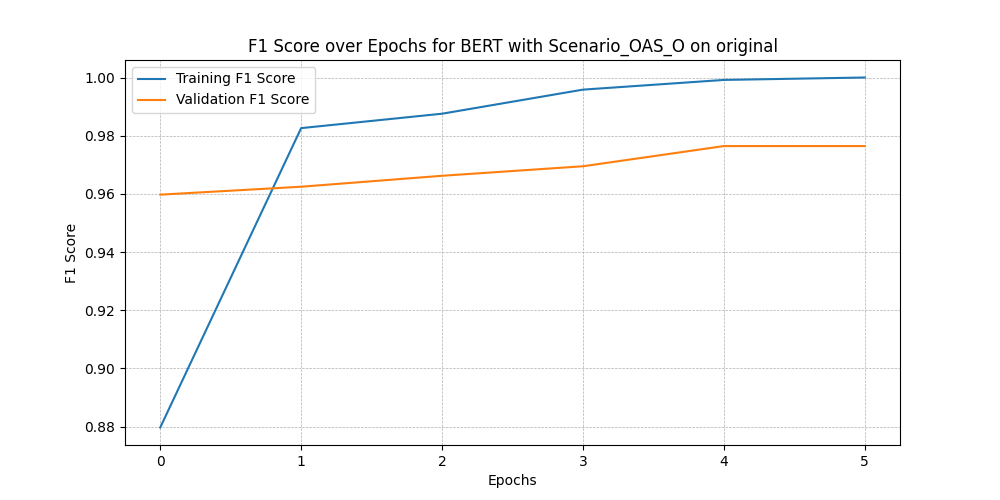 F1 Score over Epochs for BERT with Scenario_OAS_O on original
Training F1 Score
Validation F1 Score
1.00
0.98
0.96
0.94
0.92
0.90
0.88
F1 Score
0 1 2 3 4 5
Epochs